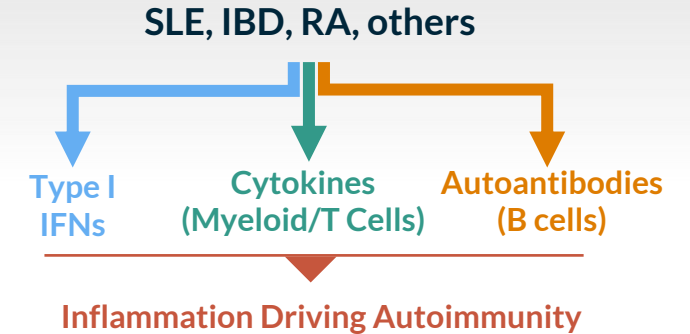 SLE, IBD, RA, others
Type I
IFNs
Cytokines
(Myeloid/T Cells)
Autoantibodies
(B cells)
Inflammation Driving Autoimmunity